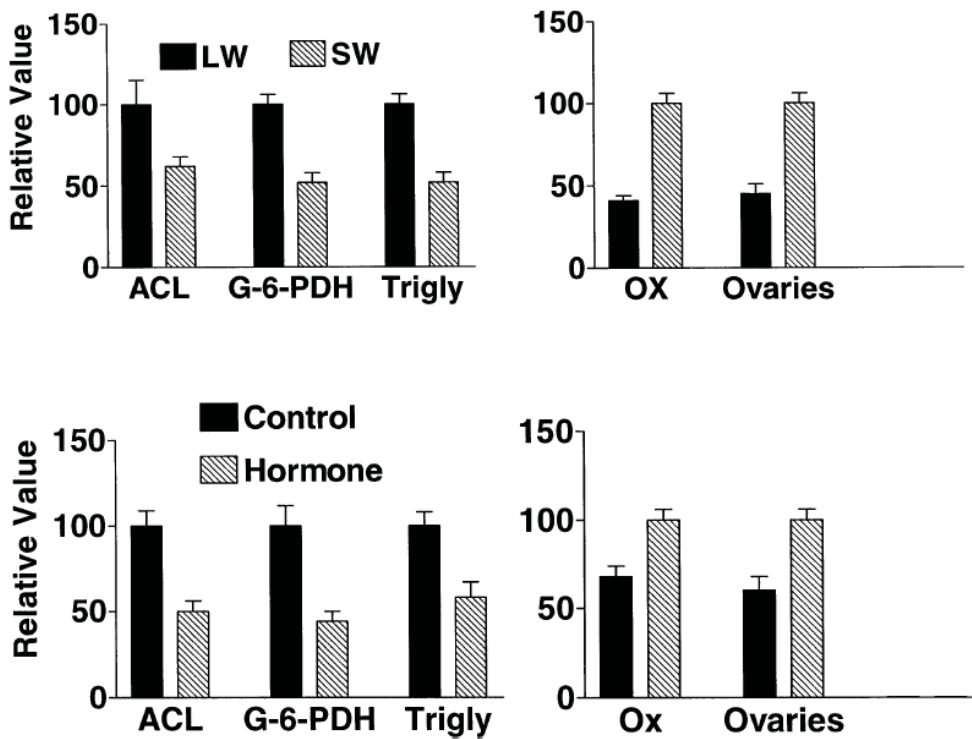 Relative Value
150
100
50
0
LW SW
ACL G-6-PDH Trigly
150
100
50
0
OX Ovaries
Relative Value
150
100
50
0
Control
Hormone
ACL G-6-PDH Trigly
150
100
50
0
Ox Ovaries